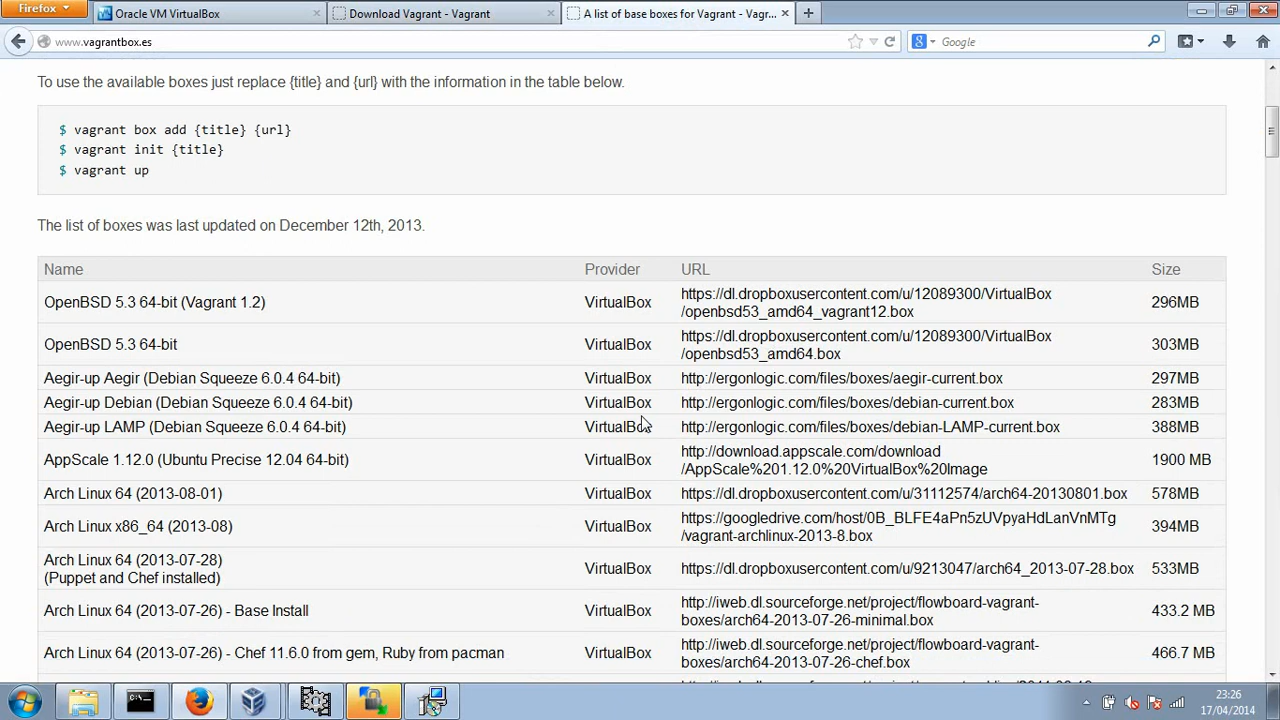 Firefox
Oracle VM VirtualBox
Download Vagrant - Vagrant
A list of base boxes for Vagrant - Vagr...
www.vagrantbox.es
Google
To use the available boxes just replace {title} and {url} with the information in the table below.
$ vagrant box add {title} {url}
$ vagrant init {title}
$ vagrant up
The list of boxes was last updated on December 12th, 2013.
Name Provider URL Size
OpenBSD 5.3 64-bit (Vagrant 1.2) VirtualBox https://dl.dropboxusercontent.com/u/12089300/VirtualBox
/openbsd53_amd64_vagrant12.box 296MB
OpenBSD 5.3 64-bit VirtualBox https://dl.dropboxusercontent.com/u/12089300/VirtualBox
/openbsd53_amd64.box 303MB
Aegir-up Aegir (Debian Squeeze 6.0.4 64-bit) VirtualBox http://ergonlogic.com/files/boxes/aegir-current.box 297MB
Aegir-up Debian (Debian Squeeze 6.0.4 64-bit) VirtualBox http://ergonlogic.com/files/boxes/debian-current.box 283MB
Aegir-up LAMP (Debian Squeeze 6.0.4 64-bit) VirtualBox http://ergonlogic.com/files/boxes/debian-LAMP-current.box 388MB
AppScale 1.12.0 (Ubuntu Precise 12.04 64-bit) VirtualBox http://download.appscale.com/download
/AppScale%201.12.0%20VirtualBox%20Image 1900 MB
Arch Linux 64 (2013-08-01) VirtualBox https://dl.dropboxusercontent.com/u/31112574/arch64-20130801.box 578MB
Arch Linux x86_64 (2013-08) VirtualBox https://googledrive.com/host/0B_BLFE4aPn5zUVpyaHdLanVnMTg
/vagrant-archlinux-2013-8.box 394MB
Arch Linux 64 (2013-07-28)
(Puppet and Chef installed) VirtualBox https://dl.dropboxusercontent.com/u/9213047/arch64_2013-07-28.box 533MB
Arch Linux 64 (2013-07-26) - Base Install VirtualBox http://iweb.dl.sourceforge.net/project/flowboard-vagrant-
boxes/arch64-2013-07-26-minimal.box 433.2 MB
Arch Linux 64 (2013-07-26) - Chef 11.6.0 from gem, Ruby from pacman VirtualBox http://iweb.dl.sourceforge.net/project/flowboard-vagrant-
boxes/arch64-2013-07-26-chef.box 466.7 MB
23:26
17/04/2014